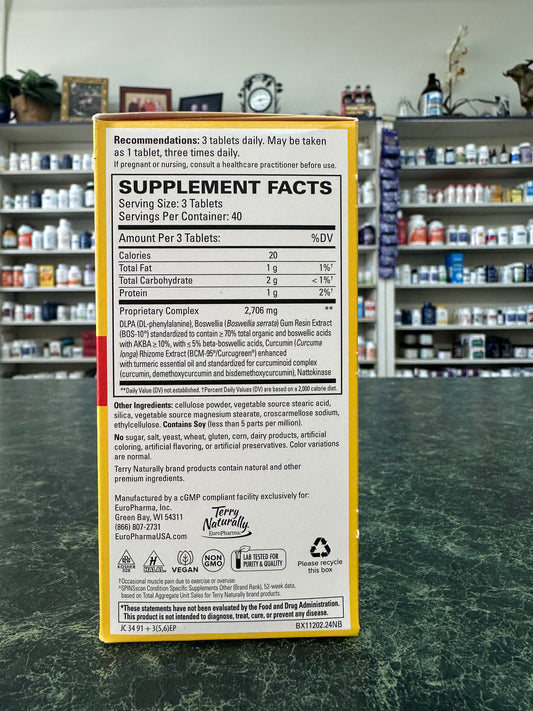 Recommendations: 3 tablets daily. May be taken
as 1 tablet, three times daily.
If pregnant or nursing, consult a healthcare practitioner before use.
SUPPLEMENT FACTS
Serving Size: 3 Tablets
Servings Per Container: 40
Amount Per 3 Tablets: %DV
Calories 20
Total Fat 1 g 1%†
Total Carbohydrate 2 g <1%†
Protein 1 g 2%†
Proprietary Complex 2,706 mg **
DLPA (DL-phenylalanine), Boswellia (Boswellia serrata) Gum Resin Extract
(BOS-10®) standardized to contain ≥70% total organic and boswellic acids
with AKBA ≥10%, with ≤5% beta-boswellic acids, Curcumin (Curcuma
longa) Rhizome Extract (BCM-95®/Curcugreen®) enhanced
with turmeric essential oil and standardized for curcuminoid complex
(curcumin, demethoxycurcumin and bisdemethoxycurcumin), Nattokinase
**Daily Value (DV) not established. †Percent Daily Values (DV) are based on a 2,000 calorie diet.
Other Ingredients: cellulose powder, vegetable source stearic acid,
silica, vegetable source magnesium stearate, croscarmellose sodium,
ethylcellulose. Contains Soy (less than 5 parts per million).
No sugar, salt, yeast, wheat, gluten, corn, dairy products, artificial
coloring, artificial flavoring, or artificial preservatives. Color variations
are normal.
Terry Naturally brand products contain natural and other
premium ingredients.
Manufactured by a cGMP compliant facility exclusively for:
EuroPharma, Inc.
Green Bay, WI 54311
(866) 807-2731
EuroPharmaUSA.com
Terry
Naturally®
EuroPharma®
KOSHER
HALAL
VEGAN
NON
GMO
LAB TESTED FOR
PURITY & QUALITY
Please recycle
this box
‡Occasional muscle pain due to exercise or overuse.
^SPINSscan Condition Specific Supplements Other (Brand Rank), 52-week data,
based on Total Aggregate Unit Sales for Terry Naturally brand products.
*These statements have not been evaluated by the Food and Drug Administration.
This product is not intended to diagnose, treat, cure, or prevent any disease.
JC 34 91 + 3(5,6)EP
BX11202.24NB